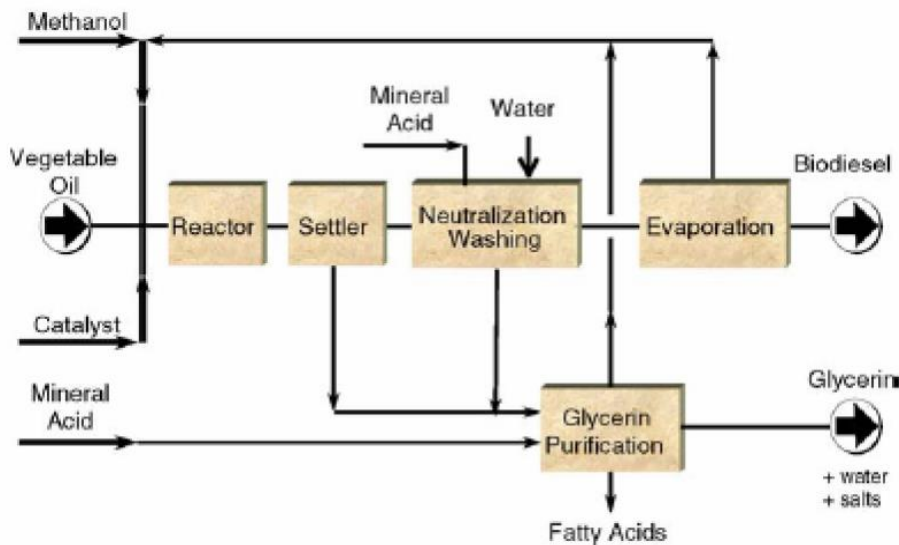 Methanol
Mineral
Acid
Water
Vegetable
Oil
Biodiesel
Reactor
Settler
Neutralization
Washing
Evaporation
Catalyst
Mineral
Acid
Glycerin
Glycerin
Purification
+ water
+ salts
Fatty Acids